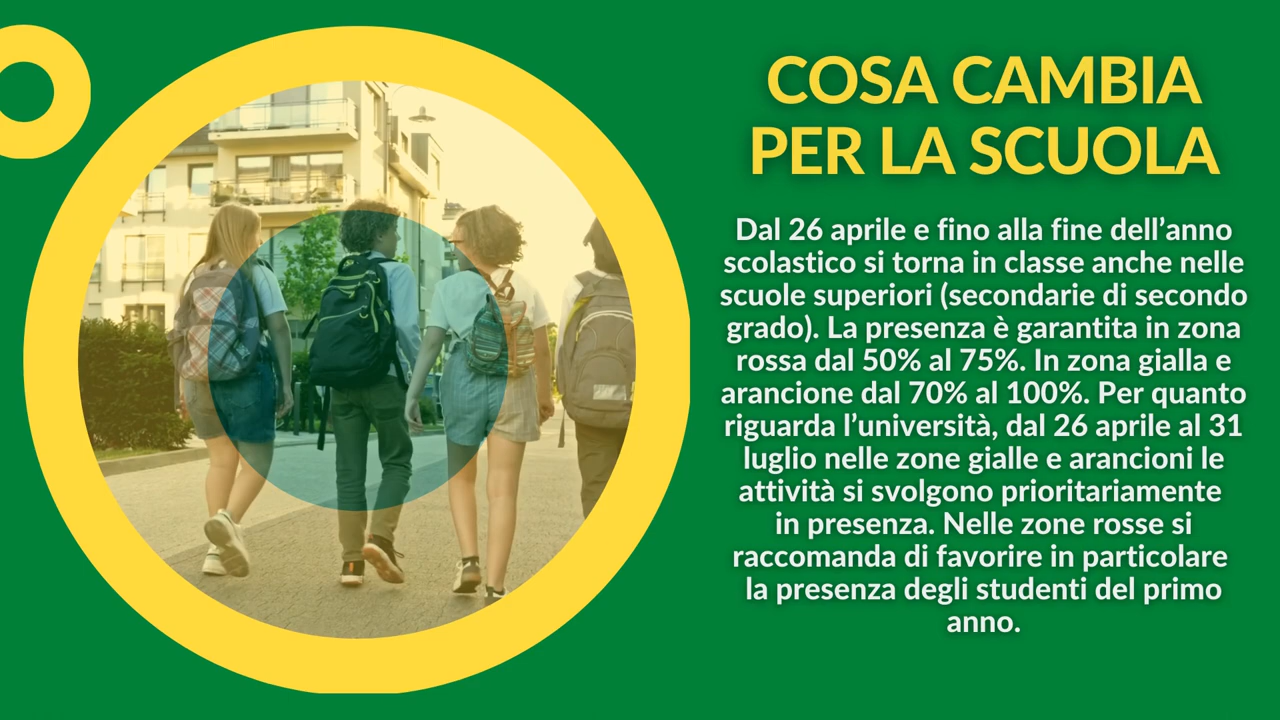 COSA CAMBIA
PER LA SCUOLA
Dal 26 aprile e fino alla fine dell’anno
scolastico si torna in classe anche nelle
scuole superiori (secondarie di secondo
grado). La presenza è garantita in zona
rossa dal 50% al 75%. In zona gialla e
arancione dal 70% al 100%. Per quanto
riguarda l’università, dal 26 aprile al 31
luglio nelle zone gialle e arancioni le
attività si svolgono prioritariamente
in presenza. Nelle zone rosse si
raccomanda di favorire in particolare
la presenza degli studenti del primo
anno.